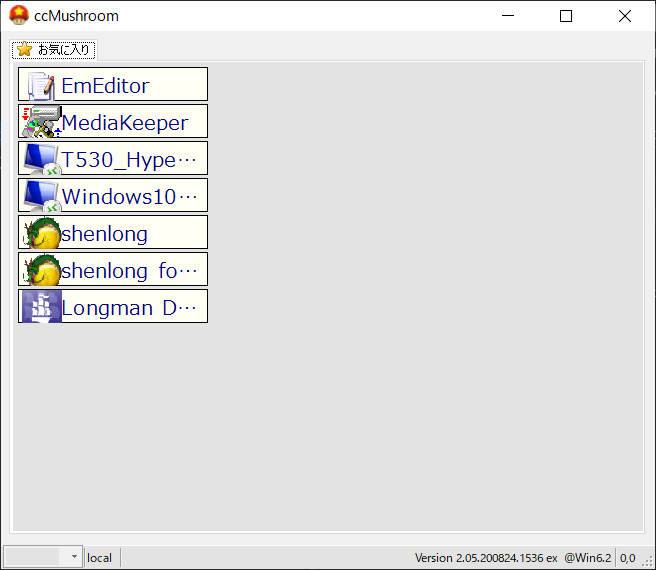 ccMushroom
お気に入り
EmEditor
MediaKeeper
T530_Hype…
Windows10…
shenlong
shenlong fo…
Longman D…
local
Version 2.05.200824.1536 ex @Win6.2
0,0